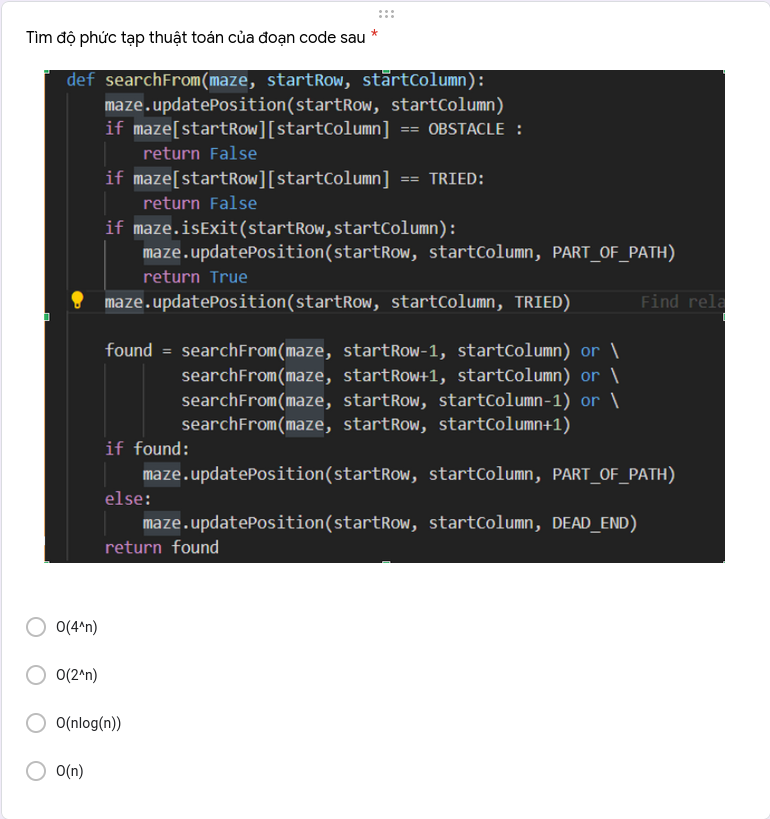 Tìm độ phức tạp thuật toán của đoạn code sau *
def searchFrom(maze, startRow, startColumn):
maze.updatePosition(startRow, startColumn)
if maze[startRow][startColumn] == OBSTACLE :
return False
if maze[startRow][startColumn] == TRIED:
return False
if maze.isExit(startRow,startColumn):
maze.updatePosition(startRow, startColumn, PART_OF_PATH)
return True
maze.updatePosition(startRow, startColumn, TRIED) Find rela
found = searchFrom(maze, startRow-1, startColumn) or \
searchFrom(maze, startRow+1, startColumn) or \
searchFrom(maze, startRow, startColumn-1) or \
searchFrom(maze, startRow, startColumn+1)
if found:
maze.updatePosition(startRow, startColumn, PART_OF_PATH)
else:
maze.updatePosition(startRow, startColumn, DEAD_END)
return found
O(4^n)
O(2^n)
O(nlog(n))
O(n)